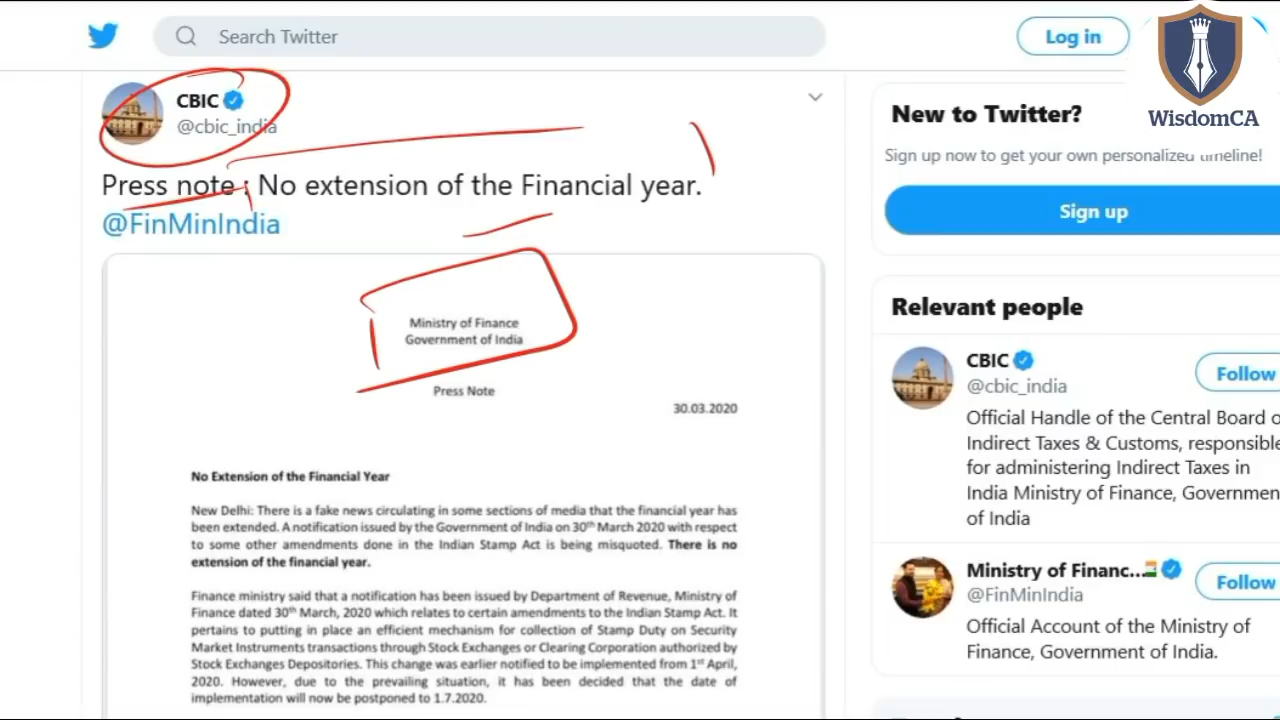 Search Twitter
Log in
WisdomCA
CBIC
@cbic_india
Press note : No extension of the Financial year.
@FinMinIndia
Ministry of Finance
Government of India
Press Note
30.03.2020
No Extension of the Financial Year
New Delhi: There is a fake news circulating in some sections of media that the financial year has
been extended. A notification issued by the Government of India on 30th March 2020 with respect
to some other amendments done in the Indian Stamp Act is being misquoted. There is no
extension of the financial year.
Finance ministry said that a notification has been issued by Department of Revenue, Ministry of
Finance dated 30th March, 2020 which relates to certain amendments to the Indian Stamp Act. It
pertains to putting in place an efficient mechanism for collection of Stamp Duty on Security
Market Instruments transactions through Stock Exchanges or Clearing Corporation authorized by
Stock Exchanges Depositories. This change was earlier notified to be implemented from 1st April,
2020. However, due to the prevailing situation, it has been decided that the date of
implementation will now be postponed to 1.7.2020.
New to Twitter?
Sign up now to get your own personalized timeline!
Sign up
Relevant people
CBIC
@cbic_india
Follow
Official Handle of the Central Board o
Indirect Taxes & Customs, responsible
for administering Indirect Taxes in
India Ministry of Finance, Governmen
of India
Ministry of Financ...
@FinMinIndia
Follow
Official Account of the Ministry of
Finance, Government of India.